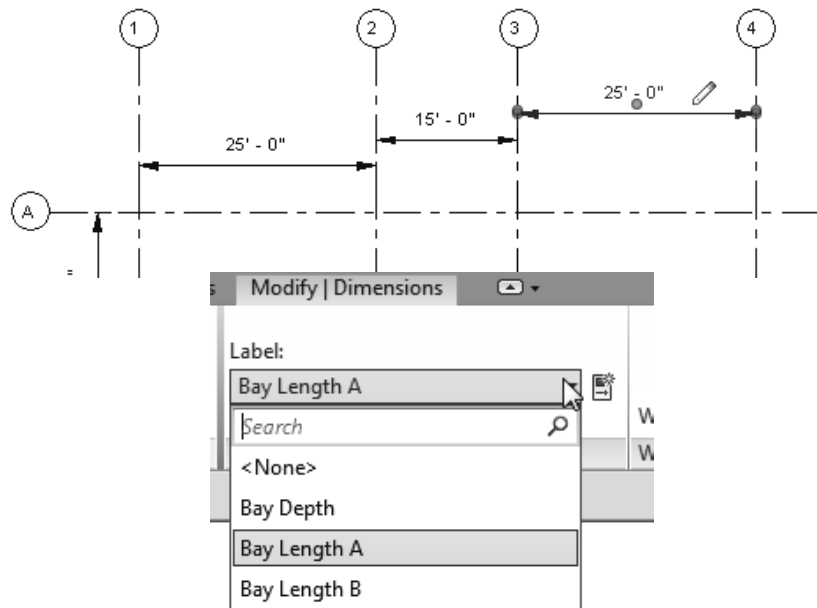 1 2 3 4
25' - 0"
15' - 0"
25' - 0"
A
Modify | Dimensions
Label:
Bay Length A
Search
<None>
Bay Depth
Bay Length A
Bay Length B